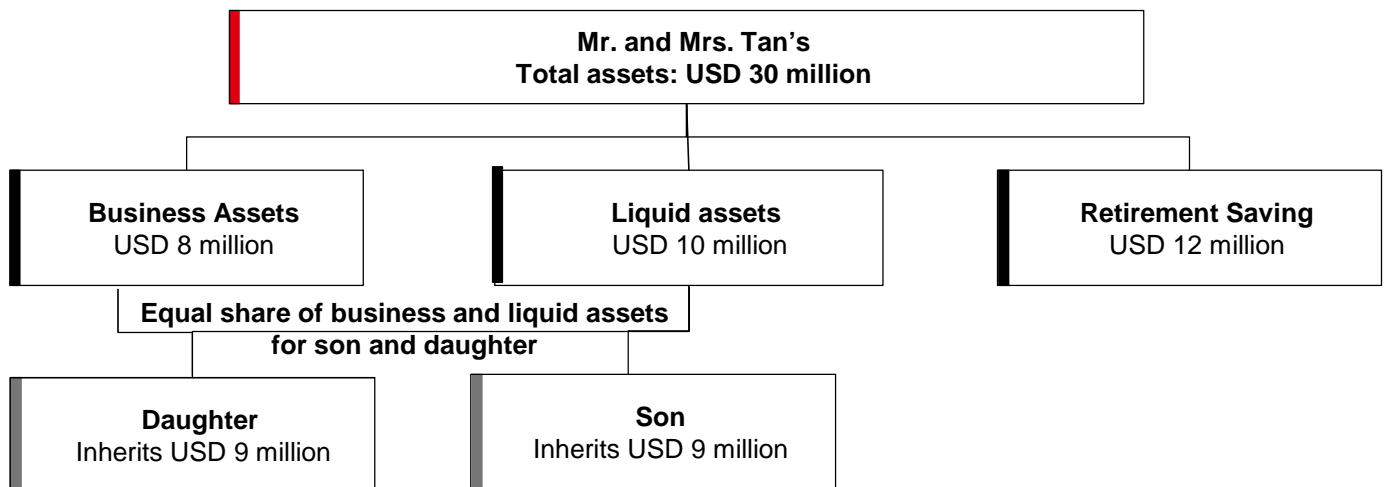 Mr. and Mrs. Tan’s
Total assets: USD 30 million
Business Assets
USD 8 million
Liquid assets
USD 10 million
Retirement Saving
USD 12 million
Equal share of business and liquid assets
for son and daughter
Daughter
Inherits USD 9 million
Son
Inherits USD 9 million